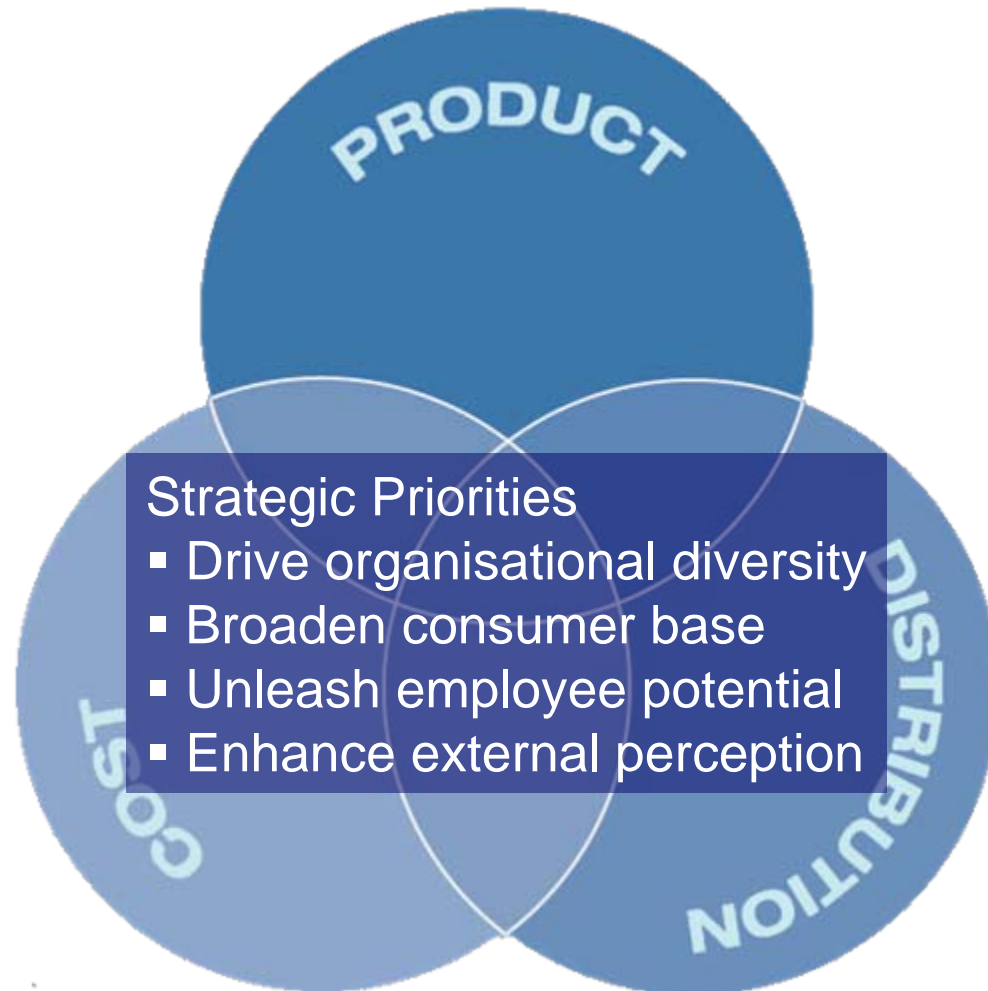 PRODUCT
Strategic Priorities
▪ Drive organisational diversity
▪ Broaden consumer base
▪ Unleash employee potential
▪ Enhance external perception
COST
DISTRIBUTION